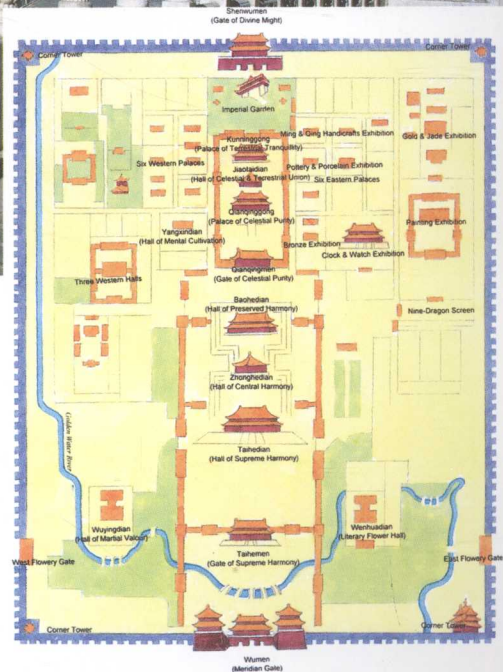 Shenwumen
(Gate of Divine Might)
Corner Tower
Corner Tower
Imperial Garden
Kunninggong
(Palace of Terrestrial Tranquillity)
Ming & Qing Handicrafts Exhibition
Gold & Jade Exhibition
Six Western Palaces
Jiaotaidian
(Hall of Celestial & Terrestrial Union)
Pottery & Porcelain Exhibition
Six Eastern Palaces
Qianqinggong
(Palace of Celestial Purity)
Yangxindian
(Hall of Mental Cultivation)
Painting Exhibition
Bronze Exhibition
Clock & Watch Exhibition
Qianqingmen
(Gate of Celestial Purity)
Three Western Halls
Baohedian
(Hall of Preserved Harmony)
Nine-Dragon Screen
Zhonghedian
(Hall of Central Harmony)
Golden Water River
Taihedian
(Hall of Supreme Harmony)
Wuyingdian
(Hall of Martial Valour)
Wenhuadian
(Literary Flower Hall)
West Flowery Gate
Taihemen
(Gate of Supreme Harmony)
East Flowery Gate
Corner Tower
Corner Tower
Wumen
(Meridian Gate)